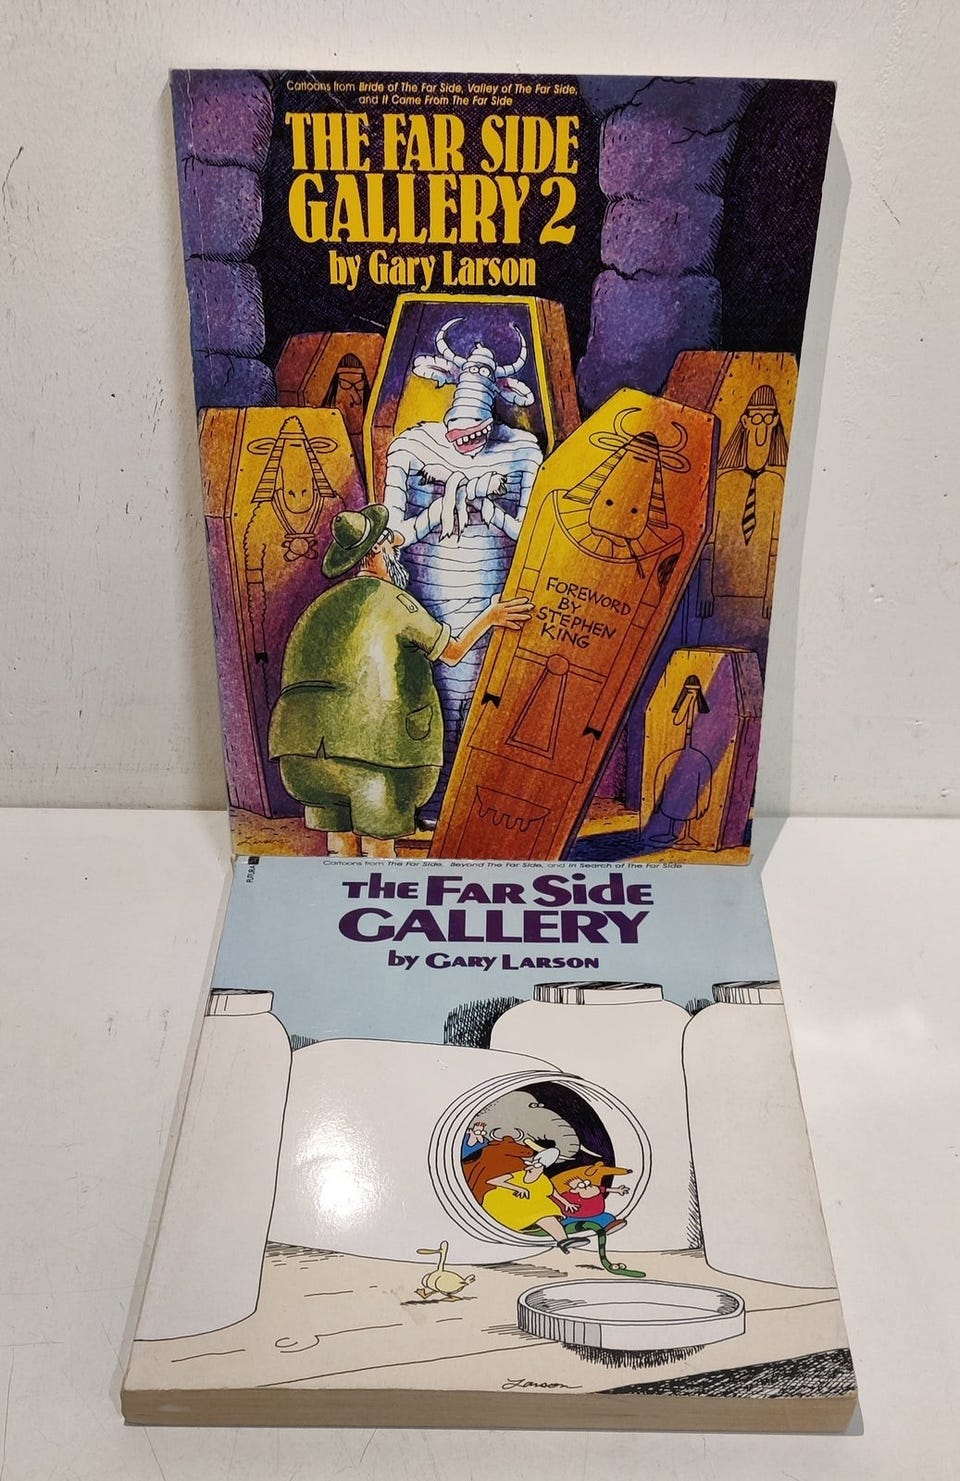 Cartoons from Bride of The Far Side, Valley of The Far Side,
and It Came From The Far Side
THE FAR SIDE
GALLERY 2
by Gary Larson
FOREWORD
BY
STEPHEN
KING
Larson
FUTURA
Cartoons from The Far Side, Beyond The Far Side, and In Search of The Far Side
THE FAR SIDE
GALLERY
by GARY LARSON
Larson